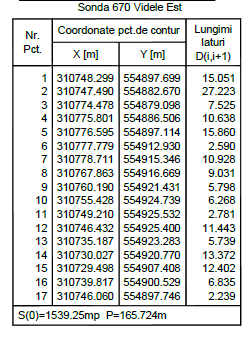 Sonda 670 Videle Est
Nr. Pct. Coordonate pct.de contur Lungimi laturi D(i,i+1)
X [m] Y [m]
1 310748.299 554897.699 15.051
2 310747.490 554882.670 27.223
3 310774.478 554879.098 7.525
4 310775.801 554886.506 10.638
5 310776.595 554897.114 15.860
6 310777.779 554912.930 2.590
7 310778.711 554915.346 10.928
8 310767.863 554916.669 9.031
9 310760.190 554921.431 5.798
10 310755.428 554924.739 6.268
11 310749.210 554925.532 2.781
12 310746.432 554925.400 11.443
13 310735.187 554923.283 5.739
14 310730.027 554920.770 13.372
15 310729.498 554907.408 12.402
16 310739.817 554900.529 6.835
17 310746.060 554897.746 2.239
S(0)=1539.25mp P=165.724m